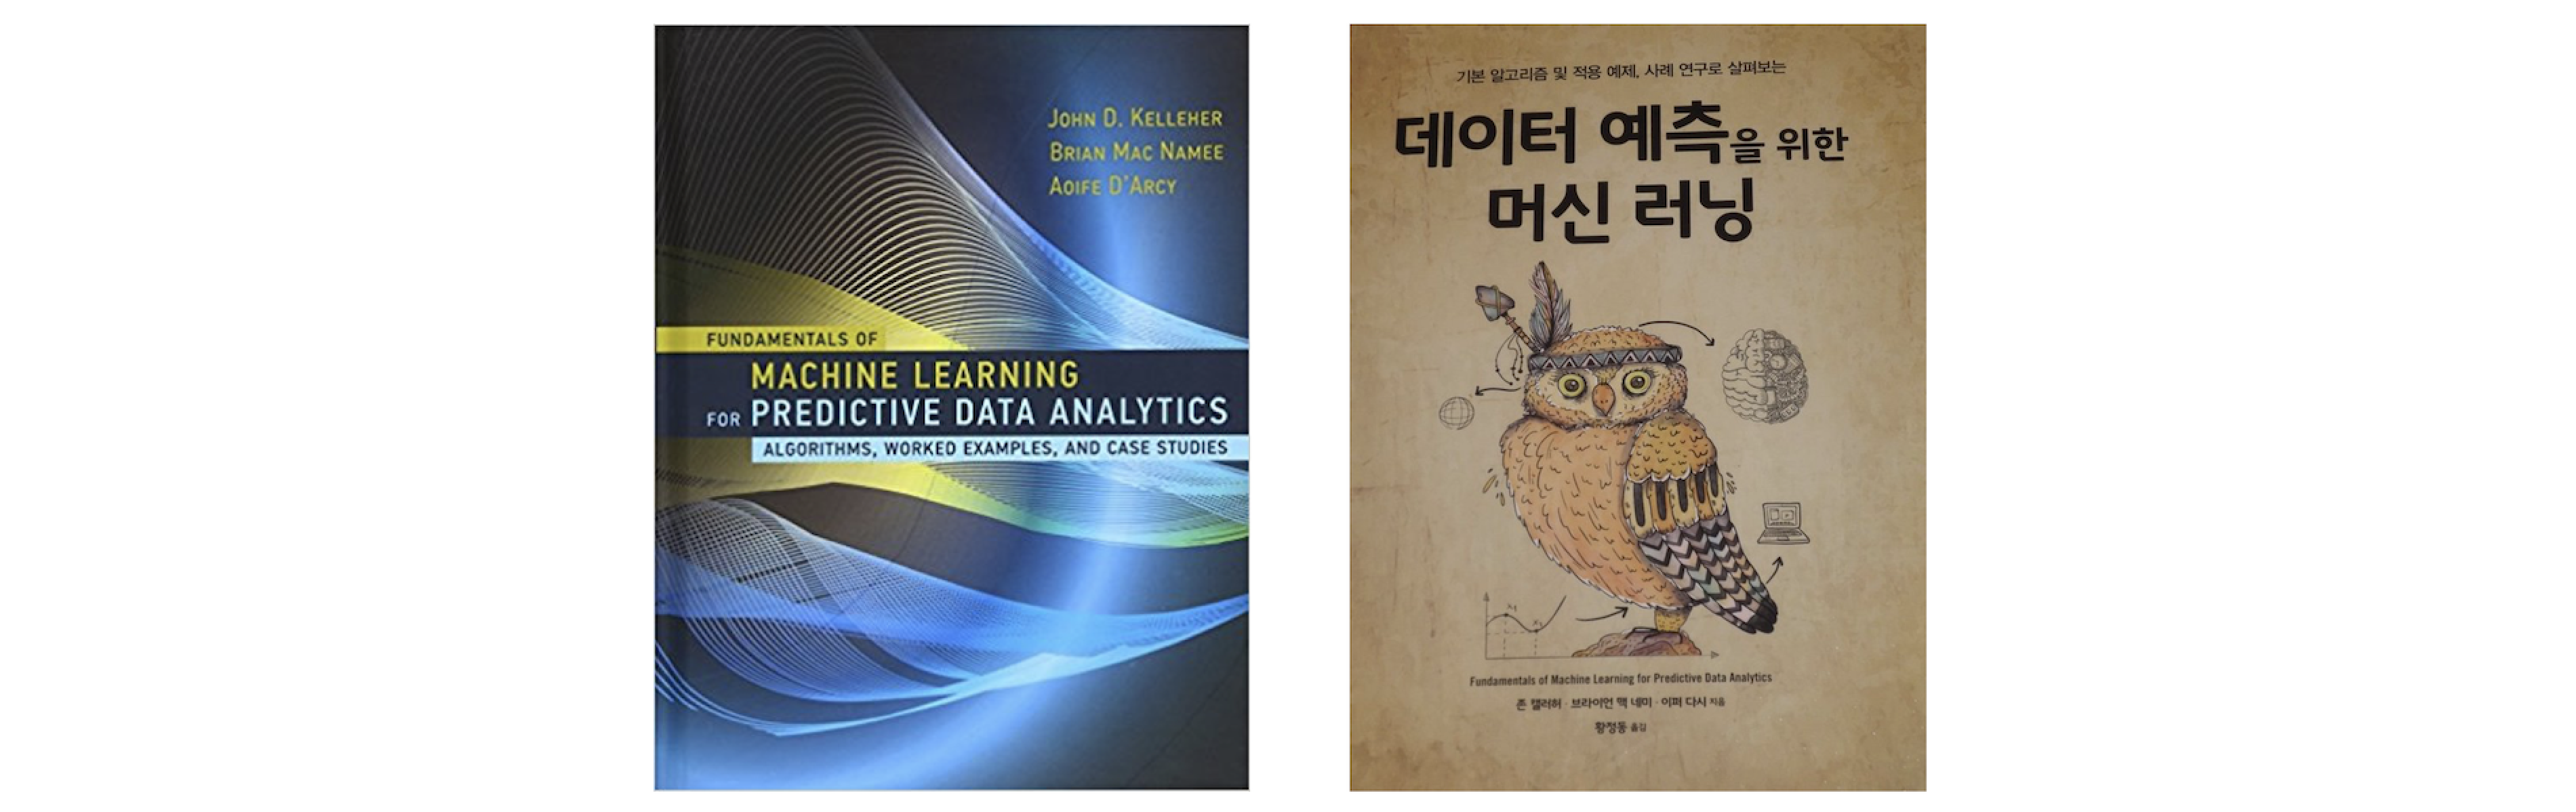 JOHN D. KELLEHER
BRIAN MAC NAMEE
AOIFE D'ARCY
FUNDAMENTALS OF
MACHINE LEARNING
FOR PREDICTIVE DATA ANALYTICS
ALGORITHMS, WORKED EXAMPLES, AND CASE STUDIES
기본 알고리즘 및 적용 예제, 사례 연구로 살펴보는
데이터 예측을 위한
머신 러닝
Fundamentals of Machine Learning for Predictive Data Analytics
존 켈러허 · 브라이언 맥 네미 · 이퍼 다시 지음
황정동 옮김